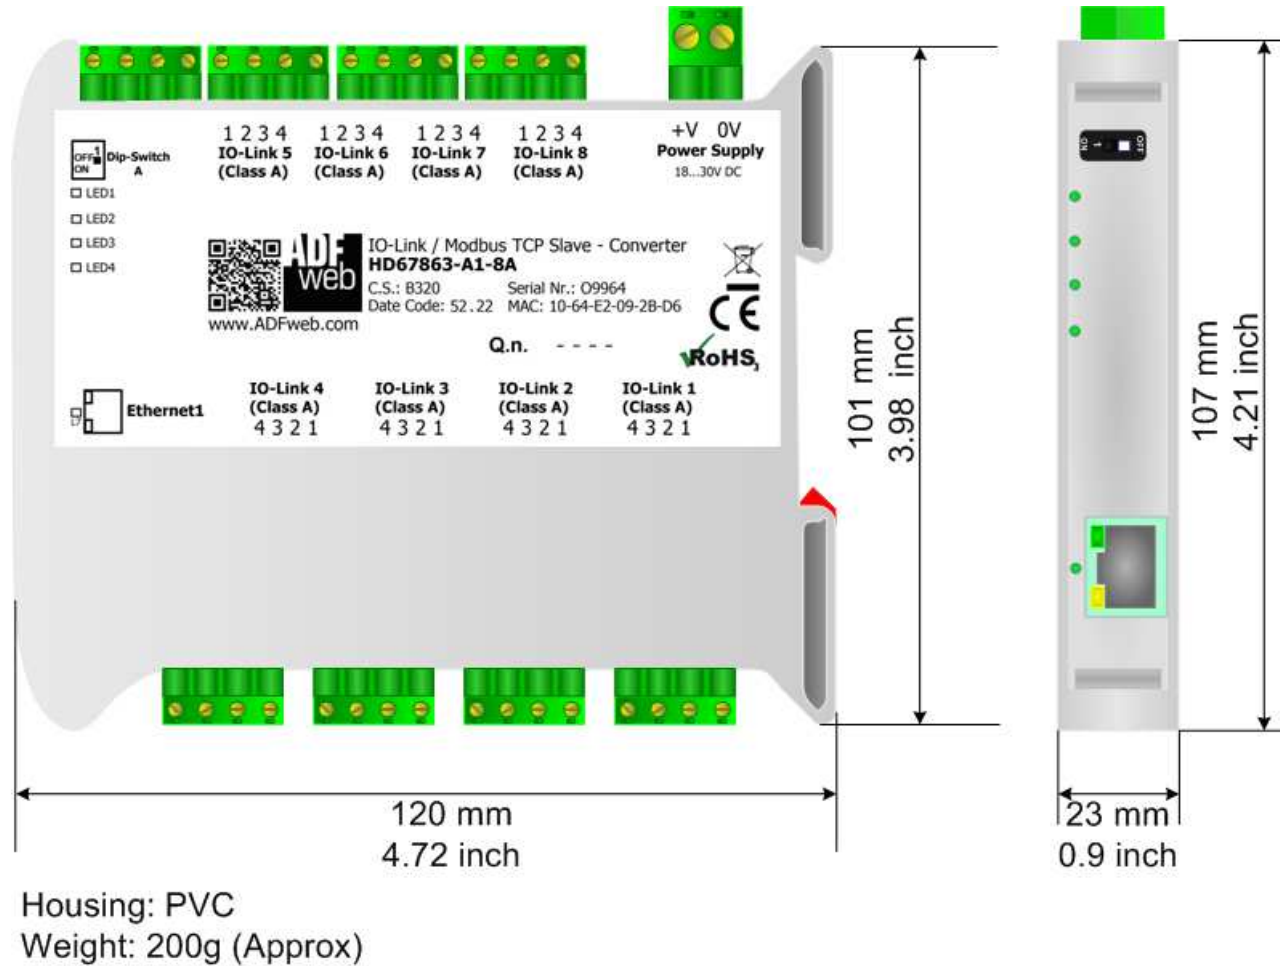 1 2 3 4 1 2 3 4 1 2 3 4 1 2 3 4 +V 0V
IO-Link 5 IO-Link 6 IO-Link 7 IO-Link 8 Power Supply
(Class A) (Class A) (Class A) (Class A) 18...30V DC
OFF 1 Dip-Switch
ON A
LED1
LED2
LED3
LED4
ADF
web
www.ADFweb.com
IO-Link / Modbus TCP Slave - Converter
HD67863-A1-8A
C.S.: B320 Serial Nr.: O9964
Date Code: 52.22 MAC: 10-64-E2-09-2B-D6
Q.n. - - - -
CE
RoHS
IO-Link 4 IO-Link 3 IO-Link 2 IO-Link 1
(Class A) (Class A) (Class A) (Class A)
4 3 2 1 4 3 2 1 4 3 2 1 4 3 2 1
L7 Ethernet1
101 mm
3.98 inch
OFF
1
ON
107 mm
4.21 inch
120 mm
4.72 inch
23 mm
0.9 inch
Housing: PVC
Weight: 200g (Approx)